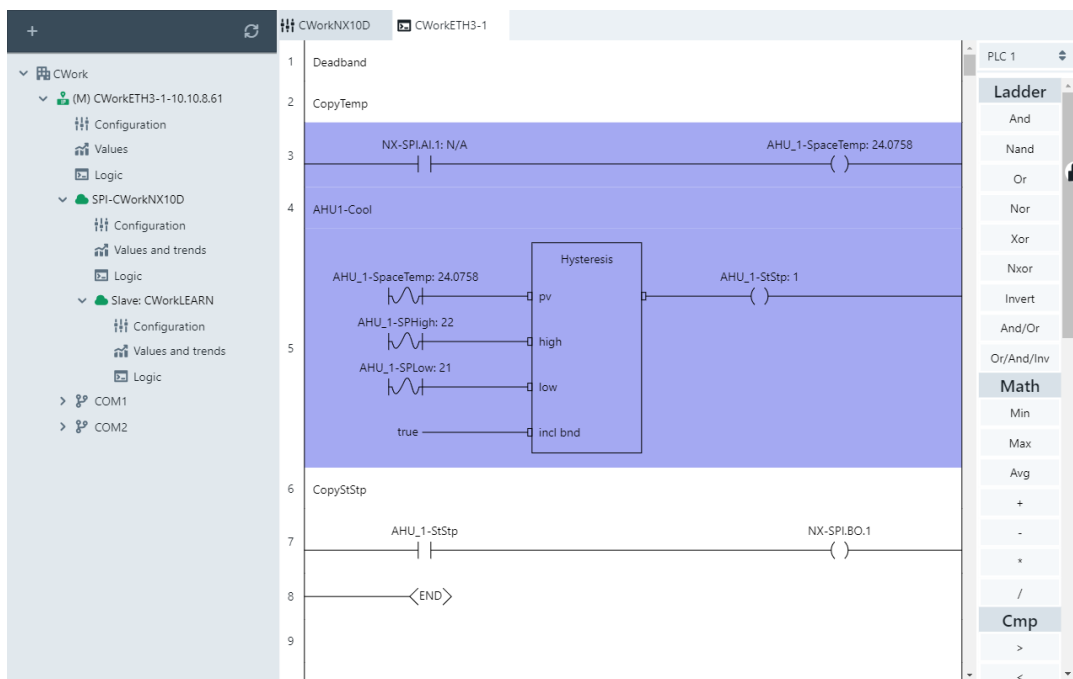 +
CWorkNX10D
CWorkETH3-1
CWork
(M) CWorkETH3-1-10.10.8.61
Configuration
Values
Logic
SPI-CWorkNX10D
Configuration
Values and trends
Logic
Slave: CWorkLEARN
Configuration
Values and trends
Logic
COM1
COM2
1 Deadband
2 CopyTemp
3
NX-SPI.AI.1: N/A
AHU_1-SpaceTemp: 24.0758
4 AHU1-Cool
5
Hysteresis
AHU_1-SpaceTemp: 24.0758
pv
AHU_1-StStp: 1
AHU_1-SPHigh: 22
high
AHU_1-SPLow: 21
low
true
incl bnd
6 CopyStStp
7
AHU_1-StStp
NX-SPI.BO.1
8
END
9
PLC 1
Ladder
And
Nand
Or
Nor
Xor
Nxor
Invert
And/Or
Or/And/Inv
Math
Min
Max
Avg
+
-
*
/
Cmp
>
<